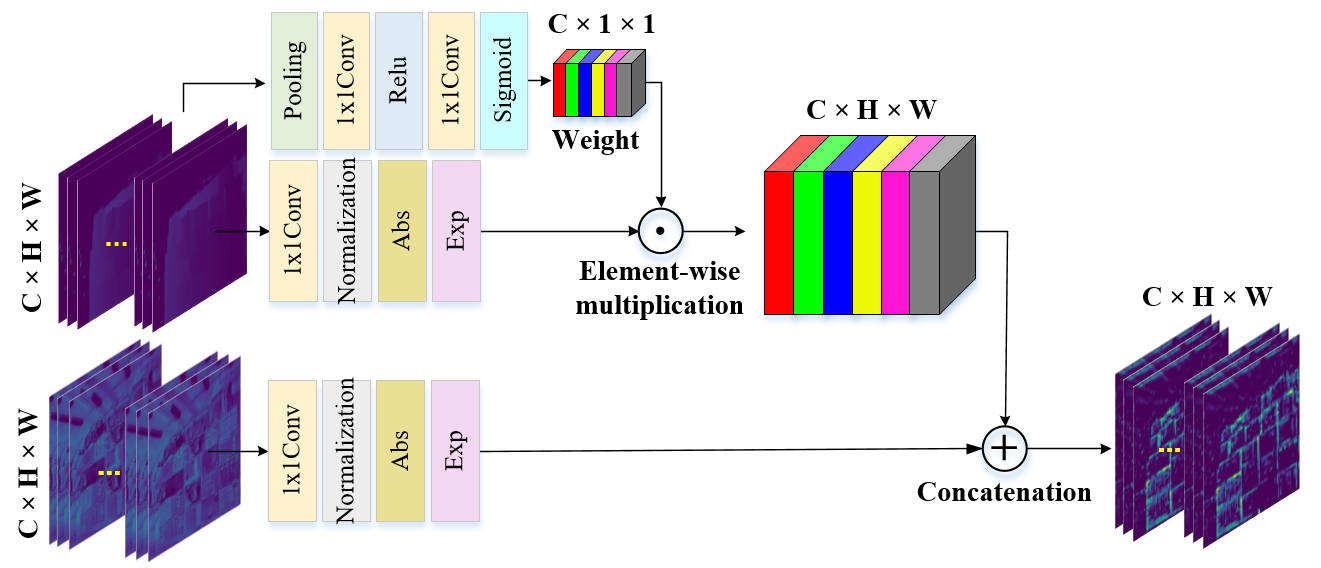 C × 1 × 1
Pooling
1x1Conv
Relu
1x1Conv
Sigmoid
Weight
C × H × W
C × H × W
1x1Conv
Normalization
Abs
Exp
Element-wise
multiplication
C × H × W
C × H × W
1x1Conv
Normalization
Abs
Exp
Concatenation